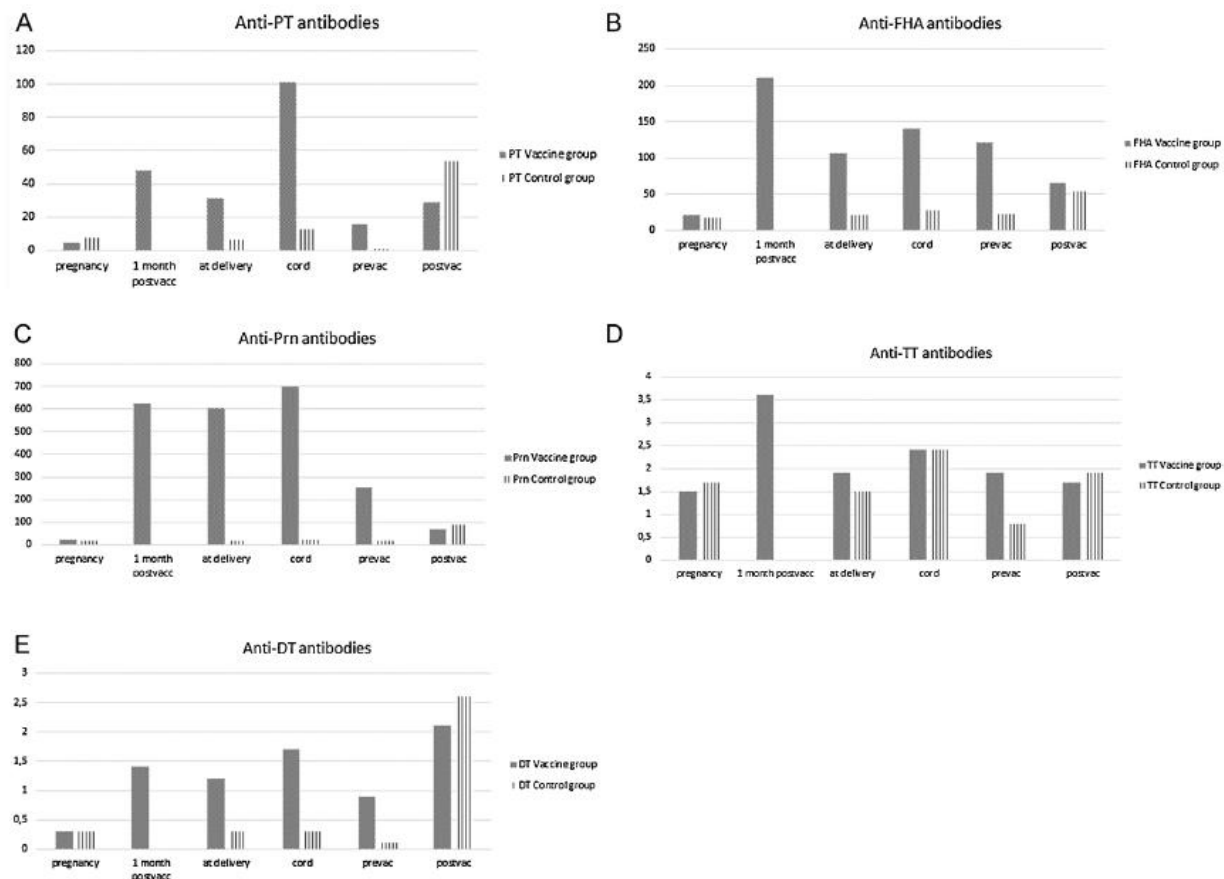 A
Anti-PT antibodies
120
100
80
60
40
20
0
pregnancy
1 month
postvacc
at delivery
cord
prevac
postvac
PT Vaccine group
PT Control group
B
Anti-FHA antibodies
250
200
150
100
50
0
pregnancy
1 month
postvacc
at delivery
cord
prevac
postvac
FHA Vaccine group
FHA Control group
C
Anti-Prn antibodies
800
700
600
500
400
300
200
100
0
pregnancy
1 month
postvacc
at delivery
cord
prevac
postvac
Prn Vaccine group
Prn Control group
D
Anti-TT antibodies
4
3,5
3
2,5
2
1,5
1
0,5
0
pregnancy
1 month postvacc
at delivery
cord
prevac
postvac
TT Vaccine group
TT Control group
E
Anti-DT antibodies
3
2,5
2
1,5
1
0,5
0
pregnancy
1 month
postvacc
at delivery
cord
prevac
postvac
DT Vaccine group
DT Control group